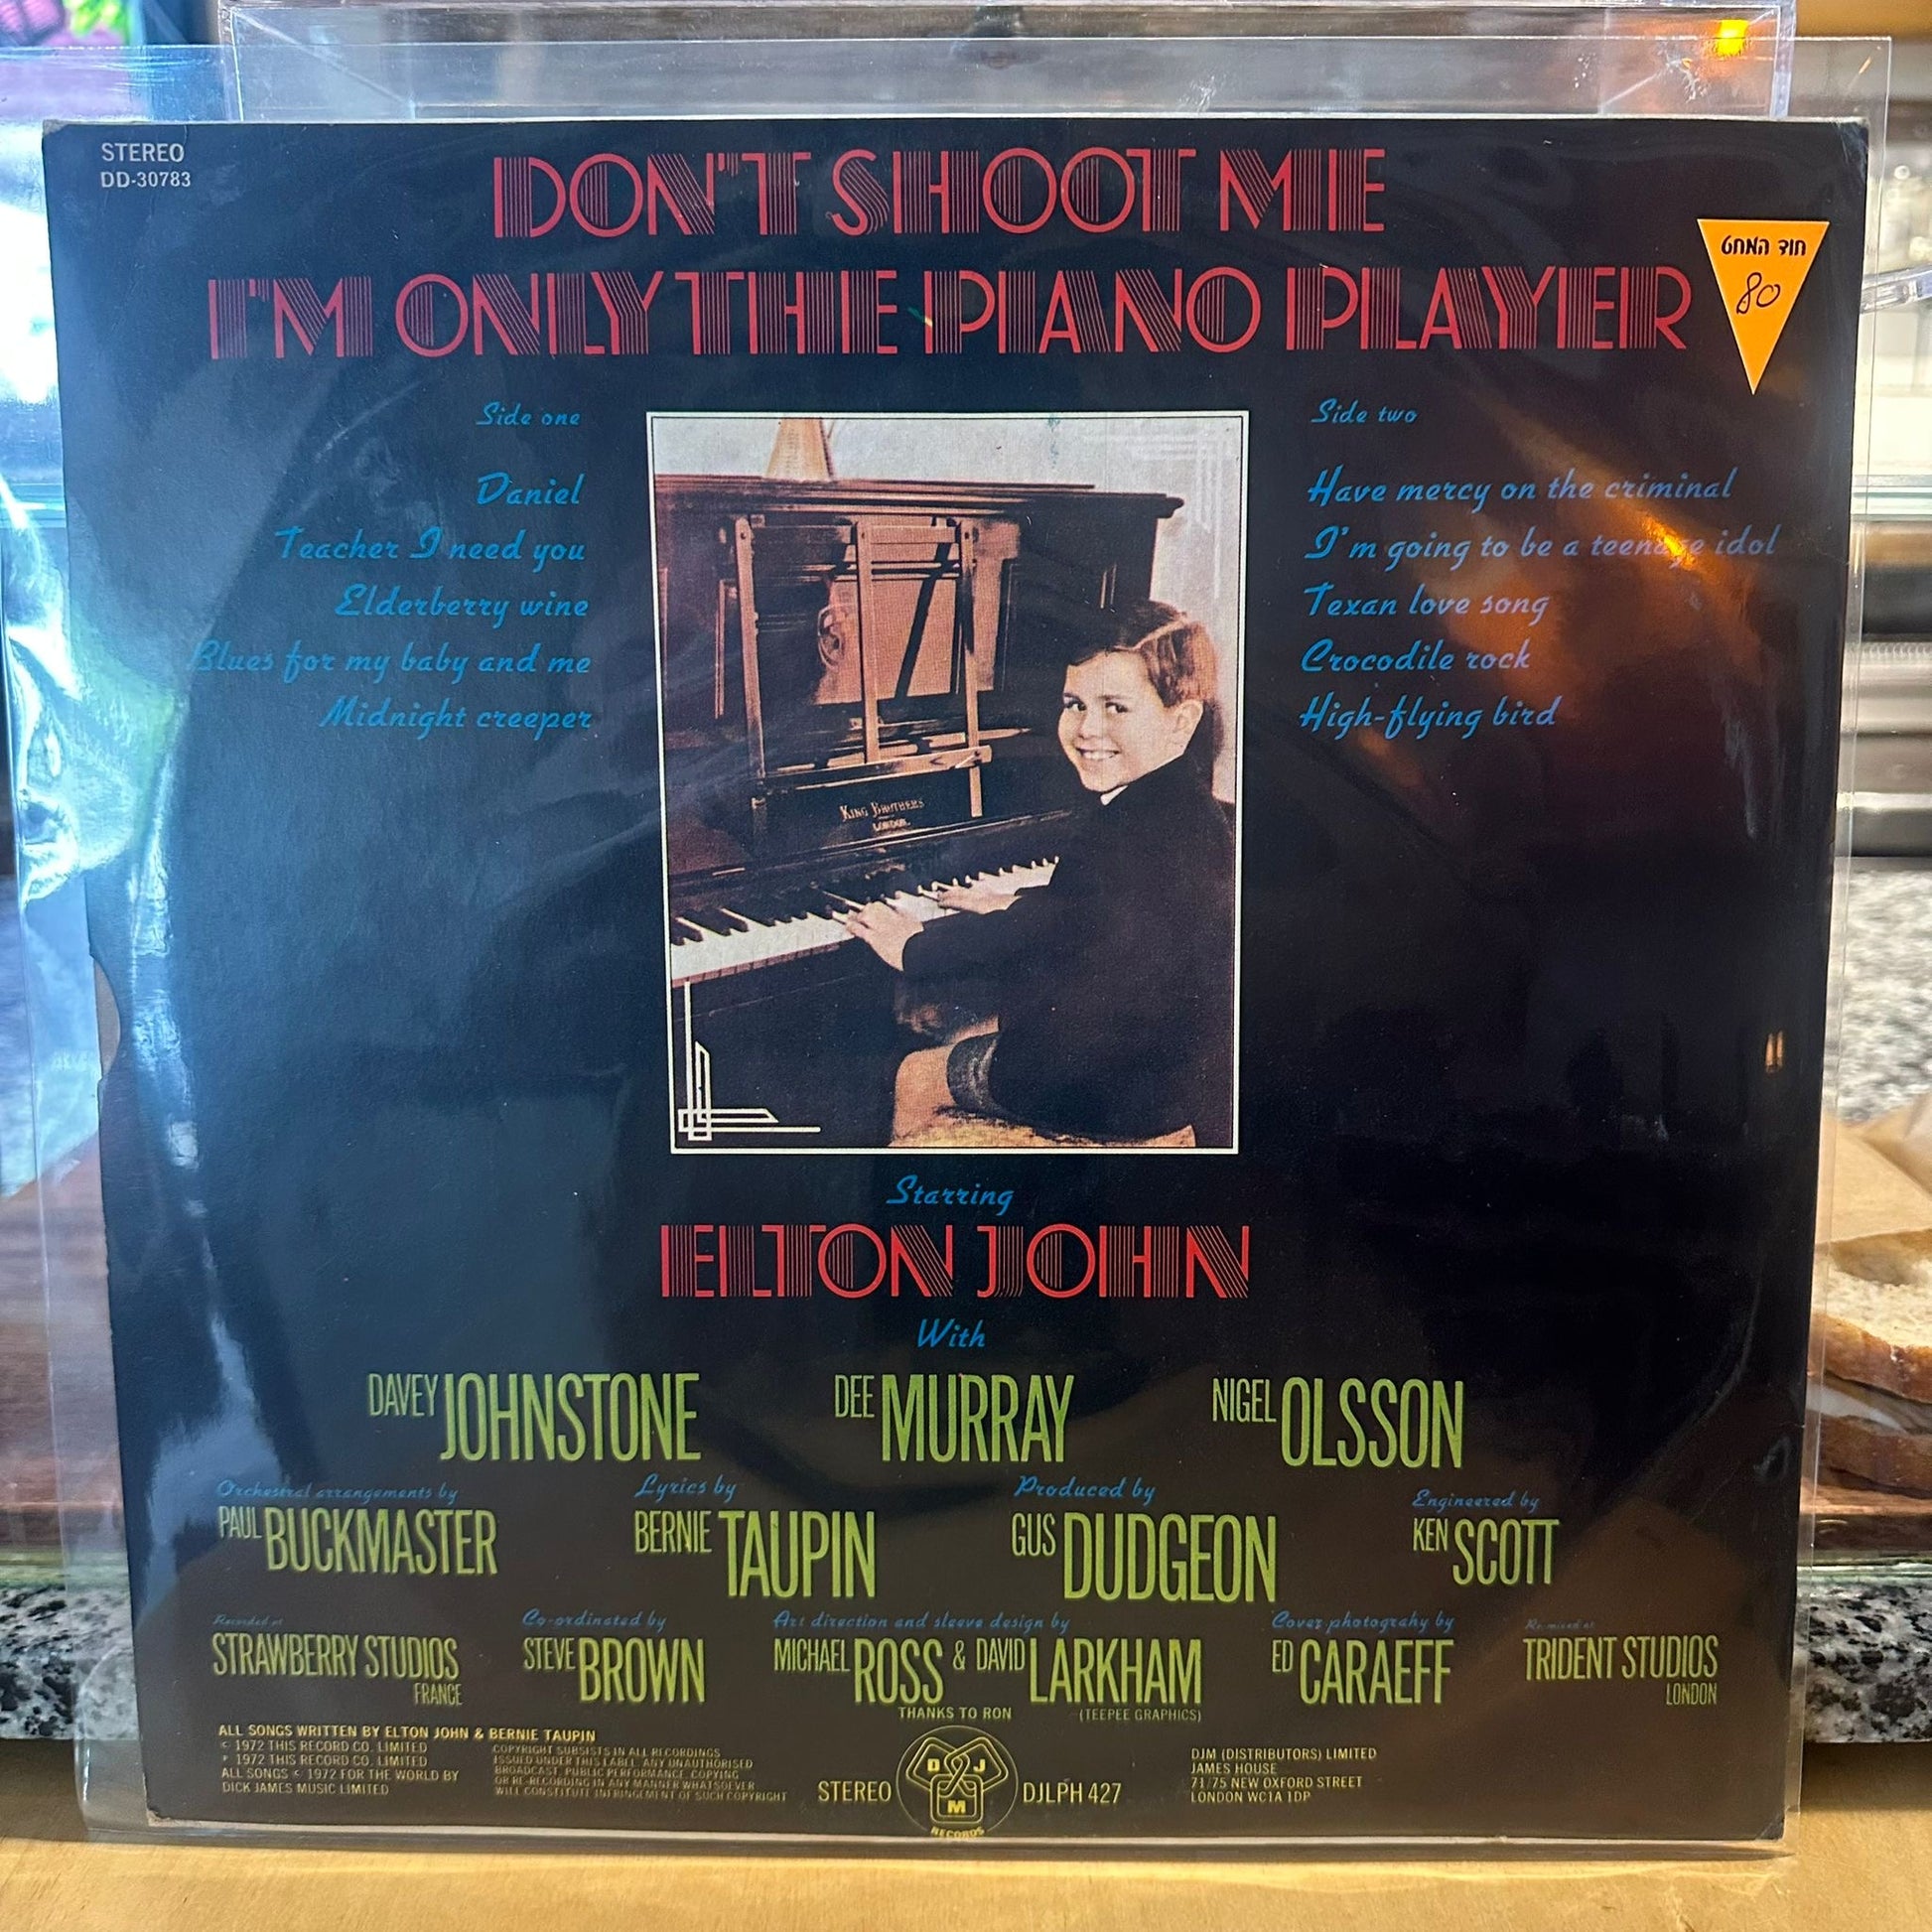 STEREO
DD-30783
DON'T SHOOT ME
I'M ONLY THE PIANO PLAYER
חוד המחט
80
Side one
Daniel
Teacher I need you
Elderberry wine
Blues for my baby and me
Midnight creeper
Side two
Have mercy on the criminal
I'm going to be a teenage idol
Texan love song
Crocodile rock
High-flying bird
KING BROTHERS
LONDON.
Starring
ELTON JOHN
With
DAVEY JOHNSTONE
DEE MURRAY
NIGEL OLSSON
Orchestral arrangements by
PAUL BUCKMASTER
Lyrics by
BERNIE TAUPIN
Produced by
GUS DUDGEON
Engineered by
KEN SCOTT
Recorded at
STRAWBERRY STUDIOS
FRANCE
Co-ordinated by
STEVE BROWN
Art direction and sleeve design by
MICHAEL ROSS & DAVID LARKHAM
THANKS TO RON
(TEEPEE GRAPHICS)
Cover photograhy by
ED CARAEFF
Re-mixed at
TRIDENT STUDIOS
LONDON
ALL SONGS WRITTEN BY ELTON JOHN & BERNIE TAUPIN
© 1972 THIS RECORD CO. LIMITED
℗ 1972 THIS RECORD CO. LIMITED
ALL SONGS © 1972 FOR THE WORLD BY
DICK JAMES MUSIC LIMITED
COPYRIGHT SUBSISTS IN ALL RECORDINGS
ISSUED UNDER THIS LABEL. ANY UNAUTHORISED
BROADCAST, PUBLIC PERFORMANCE, COPYING
OR RE-RECORDING IN ANY MANNER WHATSOEVER
WILL CONSTITUTE INFRINGEMENT OF SUCH COPYRIGHT
STEREO
DJM
RECORDS
DJLPH 427
DJM (DISTRIBUTORS) LIMITED
JAMES HOUSE
71/75 NEW OXFORD STREET
LONDON WC1A 1DP